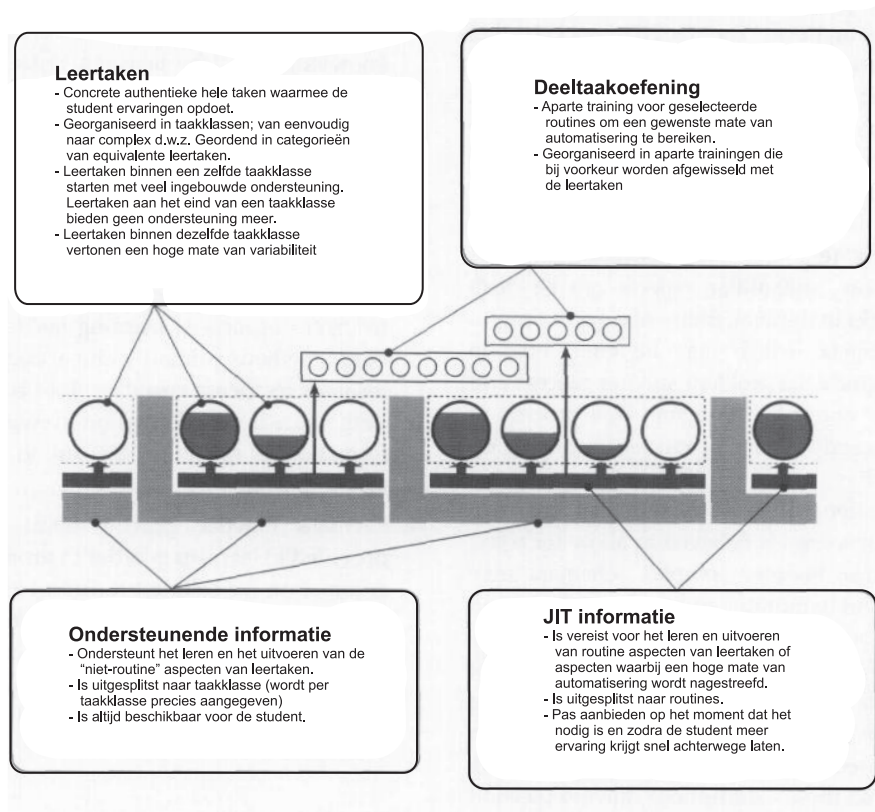 Leertaken
- Concrete authentieke hele taken waarmee de
student ervaringen opdoet.
- Georganiseerd in taakklassen; van eenvoudig
naar complex d.w.z. Geordend in categorieën
van equivalente leertaken.
- Leertaken binnen een zelfde taakklasse
starten met veel ingebouwde ondersteuning.
Leertaken aan het eind van een taakklasse
bieden geen ondersteuning meer.
- Leertaken binnen dezelfde taakklasse
vertonen een hoge mate van variabiliteit
Deeltaakoefening
- Aparte training voor geselecteerde
routines om een gewenste mate van
automatisering te bereiken.
- Georganiseerd in aparte trainingen die
bij voorkeur worden afgewisseld met
de leertaken
Ondersteunende informatie
- Ondersteunt het leren en het uitvoeren van de
“niet-routine” aspecten van leertaken.
- Is uitgesplitst naar taakklasse (wordt per
taakklasse precies aangegeven)
- Is altijd beschikbaar voor de student.
JIT informatie
- Is vereist voor het leren en uitvoeren
van routine aspecten van leertaken of
aspecten waarbij een hoge mate van
automatisering wordt nagestreefd.
- Is uitgesplitst naar routines.
- Pas aanbieden op het moment dat het
nodig is en zodra de student meer
ervaring krijgt snel achterwege laten.